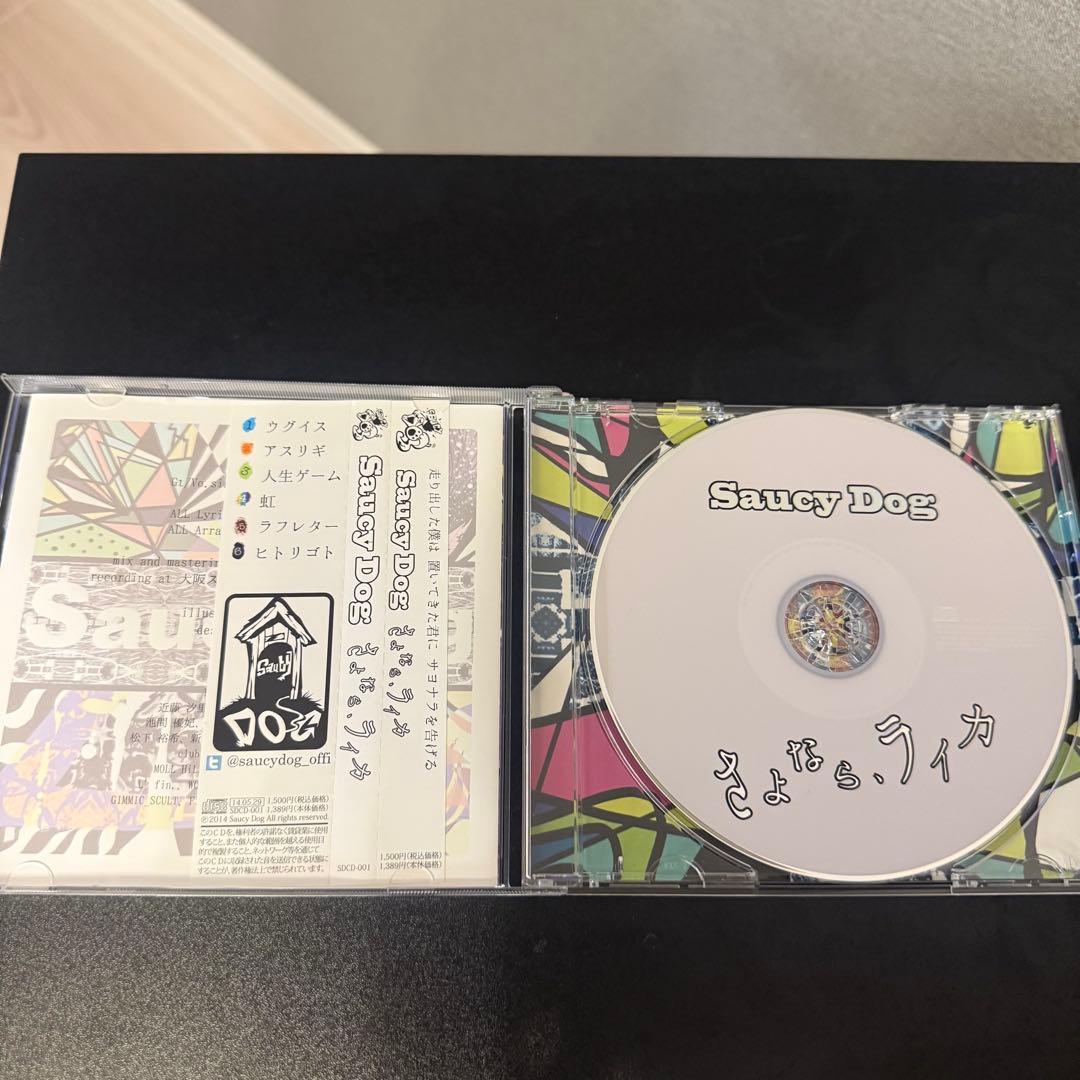 Gt/Vo.
ALL
ALL
mix and
recording at 大阪
Sau
池間 優妃、
松下 裕希、
club
MOLL
GIMMIC SCULT,
1 ウグイス
2 アスリギ
3 人生ゲーム
4 虹
5 ラフレター
6 ヒトリゴト
Saucy
DOG
@saucydog_offi
14.05.29 1,500円(税込価格)
SDCD-001 1,389円(本体価格)
Ⓟ2014 Saucy Dog All rights reserved.
このCDを、権利者の許諾なく賃貸業に使用
すること、また個人的な範囲を越える使用目
的で複製すること、ネットワーク等を通じて
このCDに収録された音を送信できる状態に
することが、著作権法上で禁じられています。
Saucy Dog さよなら、ライカ
SDCD-001
走り出した僕は 置いてきた君に サヨナラを告げる
Saucy Dog さよなら、ライカ
1,500円(税込価格)
1,389円(本体価格)
Saucy Dog
さよなら、ライカ